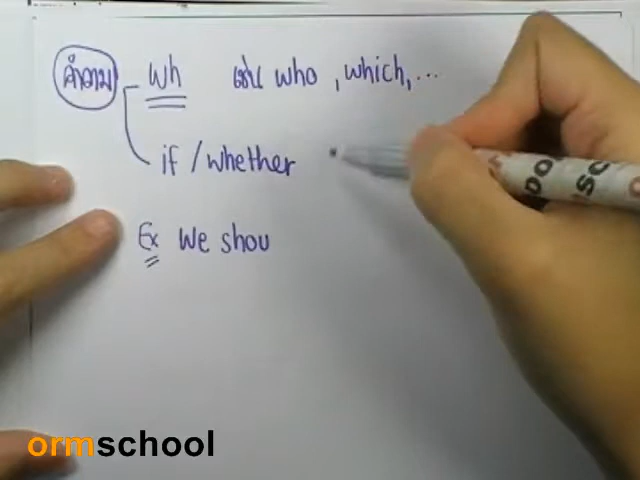 คำถาม wh เช่น who , which, ...
if / whether
Ex We shou
ormschool